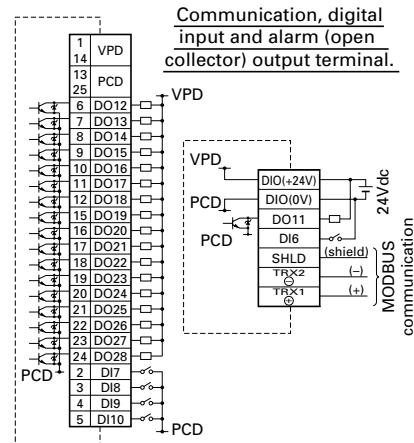 Communication, digital
input and alarm (open
collector) output terminal.
1
14
VPD
13
25
PCD
VPD
6 DO12
7 DO13
8 DO14
9 DO15
10 DO16
11 DO17
12 DO18
15 DO19
16 DO20
17 DO21
18 DO22
19 DO23
20 DO24
21 DO25
22 DO26
23 DO27
24 DO28
PCD
2 DI7
3 DI8
4 DI9
5 DI10
PCD
VPD
DIO(+24V)
PCD
DIO(0V)
24Vdc
DO11
PCD
DI6
SHLD (shield)
TRX2 (−)
⊖
TRX1 (+)
⊕
MODBUS
communication